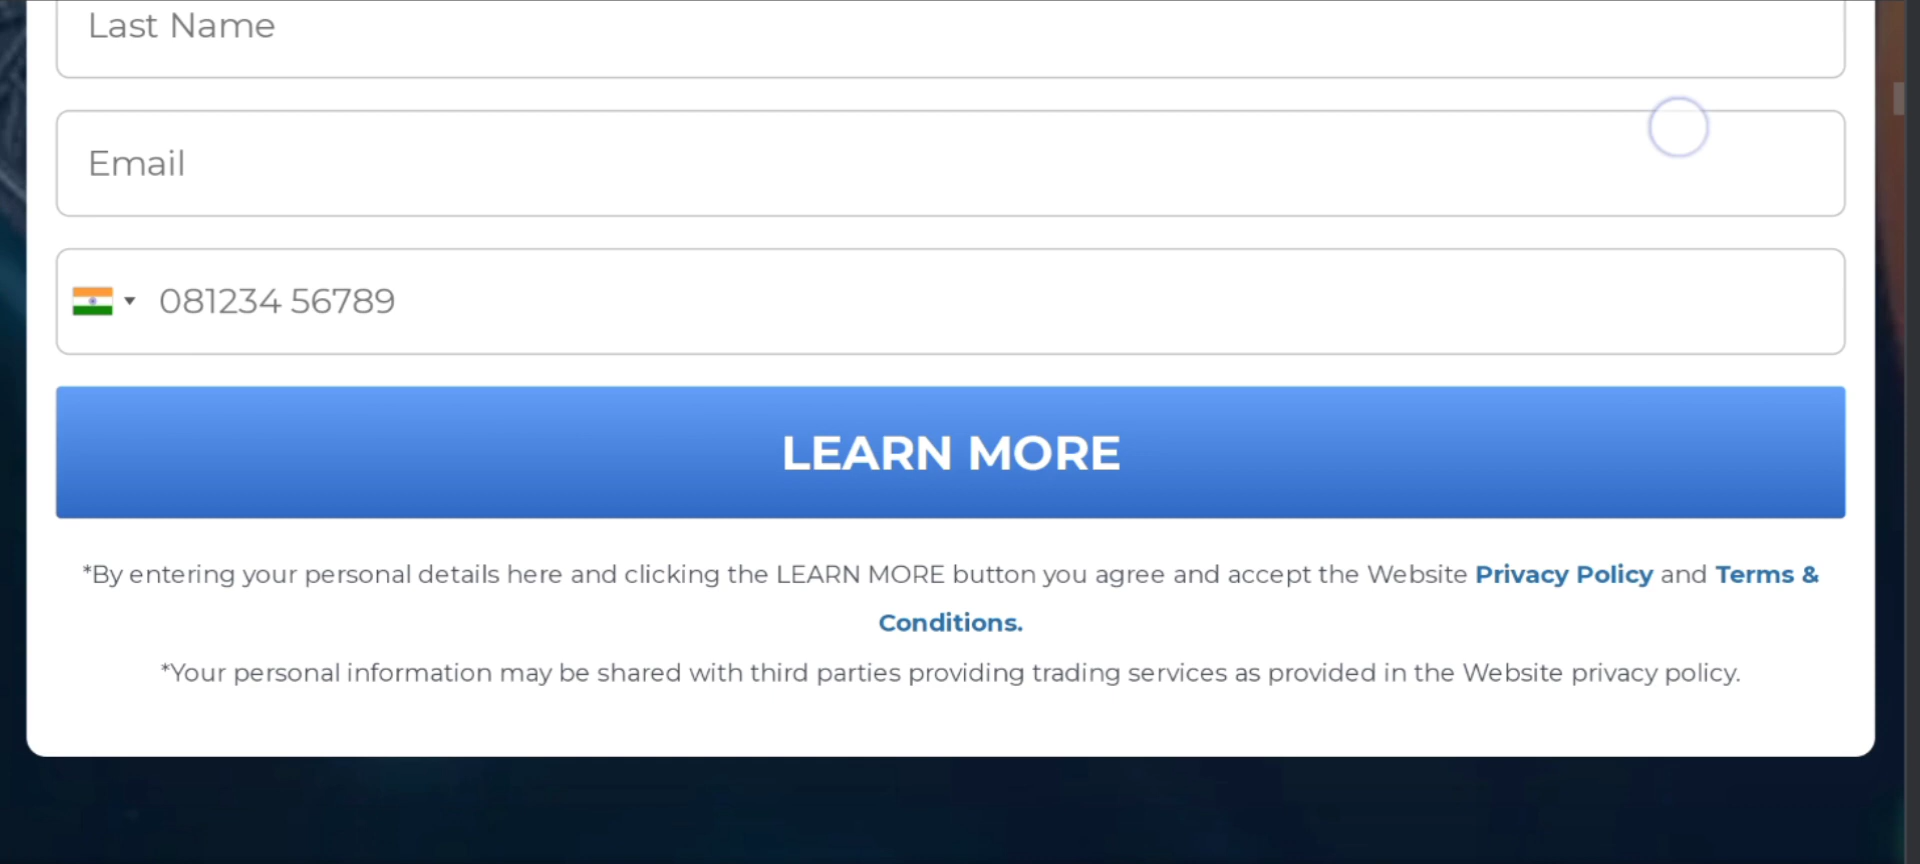 Last Name
Email
081234 56789
LEARN MORE
*By entering your personal details here and clicking the LEARN MORE button you agree and accept the Website Privacy Policy and Terms &
Conditions.
*Your personal information may be shared with third parties providing trading services as provided in the Website privacy policy.